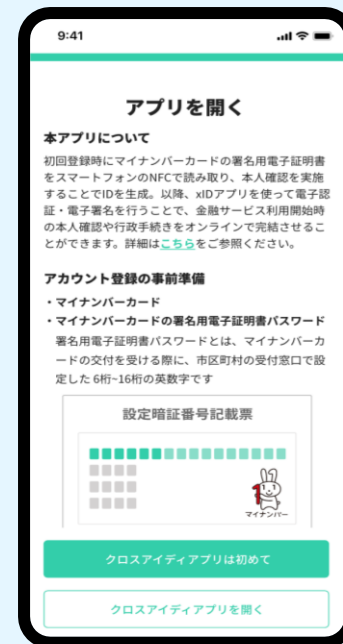 9:41
アプリを開く
本アプリについて
初回登録時にマイナンバーカードの署名用電子証明書
をスマートフォンのNFCで読み取り、本人確認を実施
することでIDを生成。以降、xIDアプリを使って電子認
証・電子署名を行うことで、金融サービス利用開始時
の本人確認や行政手続きをオンラインで完結させるこ
とができます。詳細はこちらをご参照ください。
アカウント登録の事前準備
・マイナンバーカード
・マイナンバーカードの署名用電子証明書パスワード
署名用電子証明書パスワードとは、マイナンバーカ
ードの交付を受ける際に、市区町村の受付窓口で設
定した 6桁~16桁の英数字です
設定暗証番号記載票
マイナンバー
クロスアイディアプリは初めて
クロスアイディアプリを開く